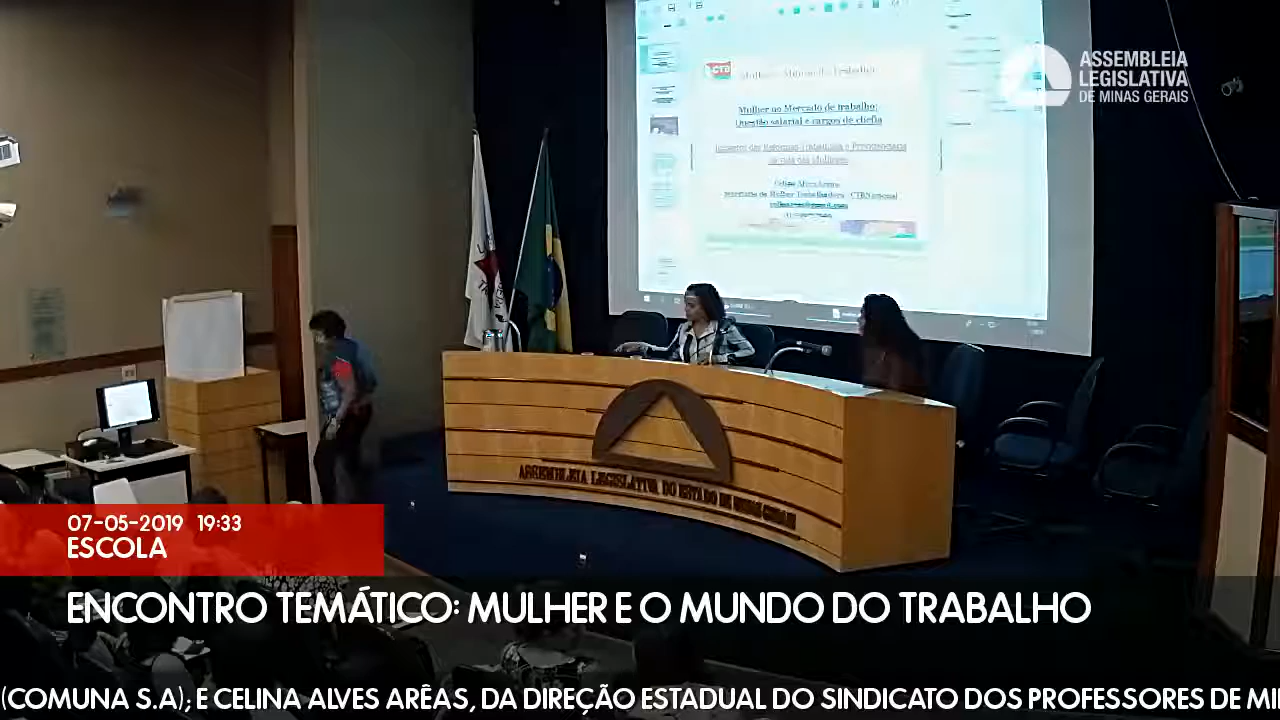 ASSEMBLEIA
LEGISLATIVA
DE MINAS GERAIS
Mulher no Mercado de trabalho:
Questão salarial e cargos de chefia
ASSEMBLEIA LEGISLATIVA DO ESTADO DE MINAS GERAIS
07-05-2019 19:33
ESCOLA
ENCONTRO TEMÁTICO: MULHER E O MUNDO DO TRABALHO
(COMUNA S.A); E CELINA ALVES ARÊAS, DA DIREÇÃO ESTADUAL DO SINDICATO DOS PROFESSORES DE MI